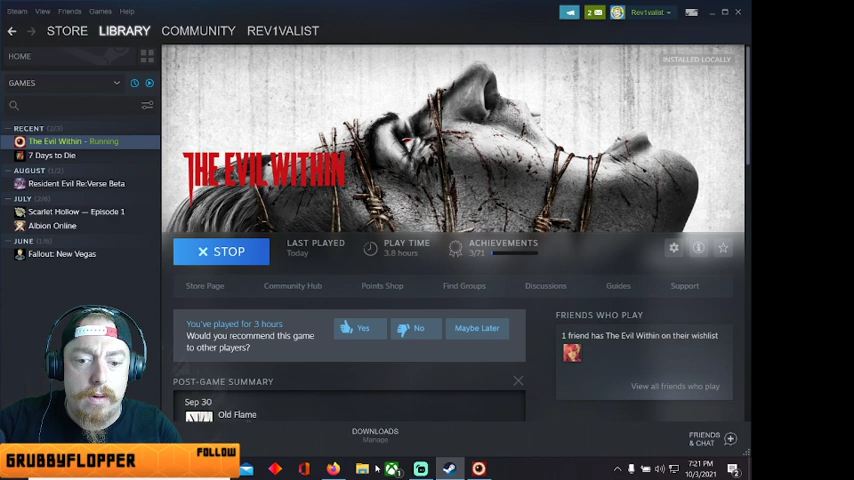 Steam View Friends Games Help
2 Rev1valist
STORE LIBRARY COMMUNITY REV1VALIST
HOME
INSTALLED LOCALLY
GAMES
RECENT (2/3)
The Evil Within - Running
7 Days to Die
AUGUST (1/2)
Resident Evil Re:Verse Beta
Scarlet Hollow — Episode 1
Albion Online
Fallout: New Vegas
THE EVIL WITHIN
STOP
LAST PLAYED
Today
PLAY TIME
3.8 hours
ACHIEVEMENTS
3/71
Store Page Community Hub Points Shop Find Groups Discussions Guides Support
You've played for 3 hours
Would you recommend this game
to other players?
Yes No Maybe Later
FRIENDS WHO PLAY
1 friend has The Evil Within on their wishlist
View all friends who play
POST-GAME SUMMARY
Sep 30
Old Flame
DOWNLOADS
Manage
FRIENDS
& CHAT
GRUBBYFLOPPER FOLLOW
7:21 PM
10/3/2021